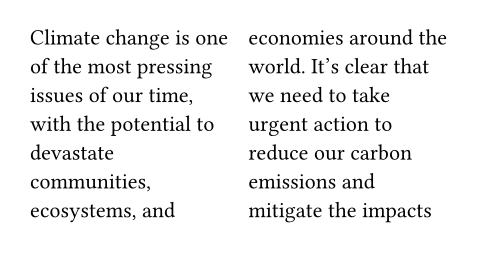 Climate change is one
of the most pressing
issues of our time,
with the potential to
devastate
communities,
ecosystems, and
economies around the
world. It’s clear that
we need to take
urgent action to
reduce our carbon
emissions and
mitigate the impacts